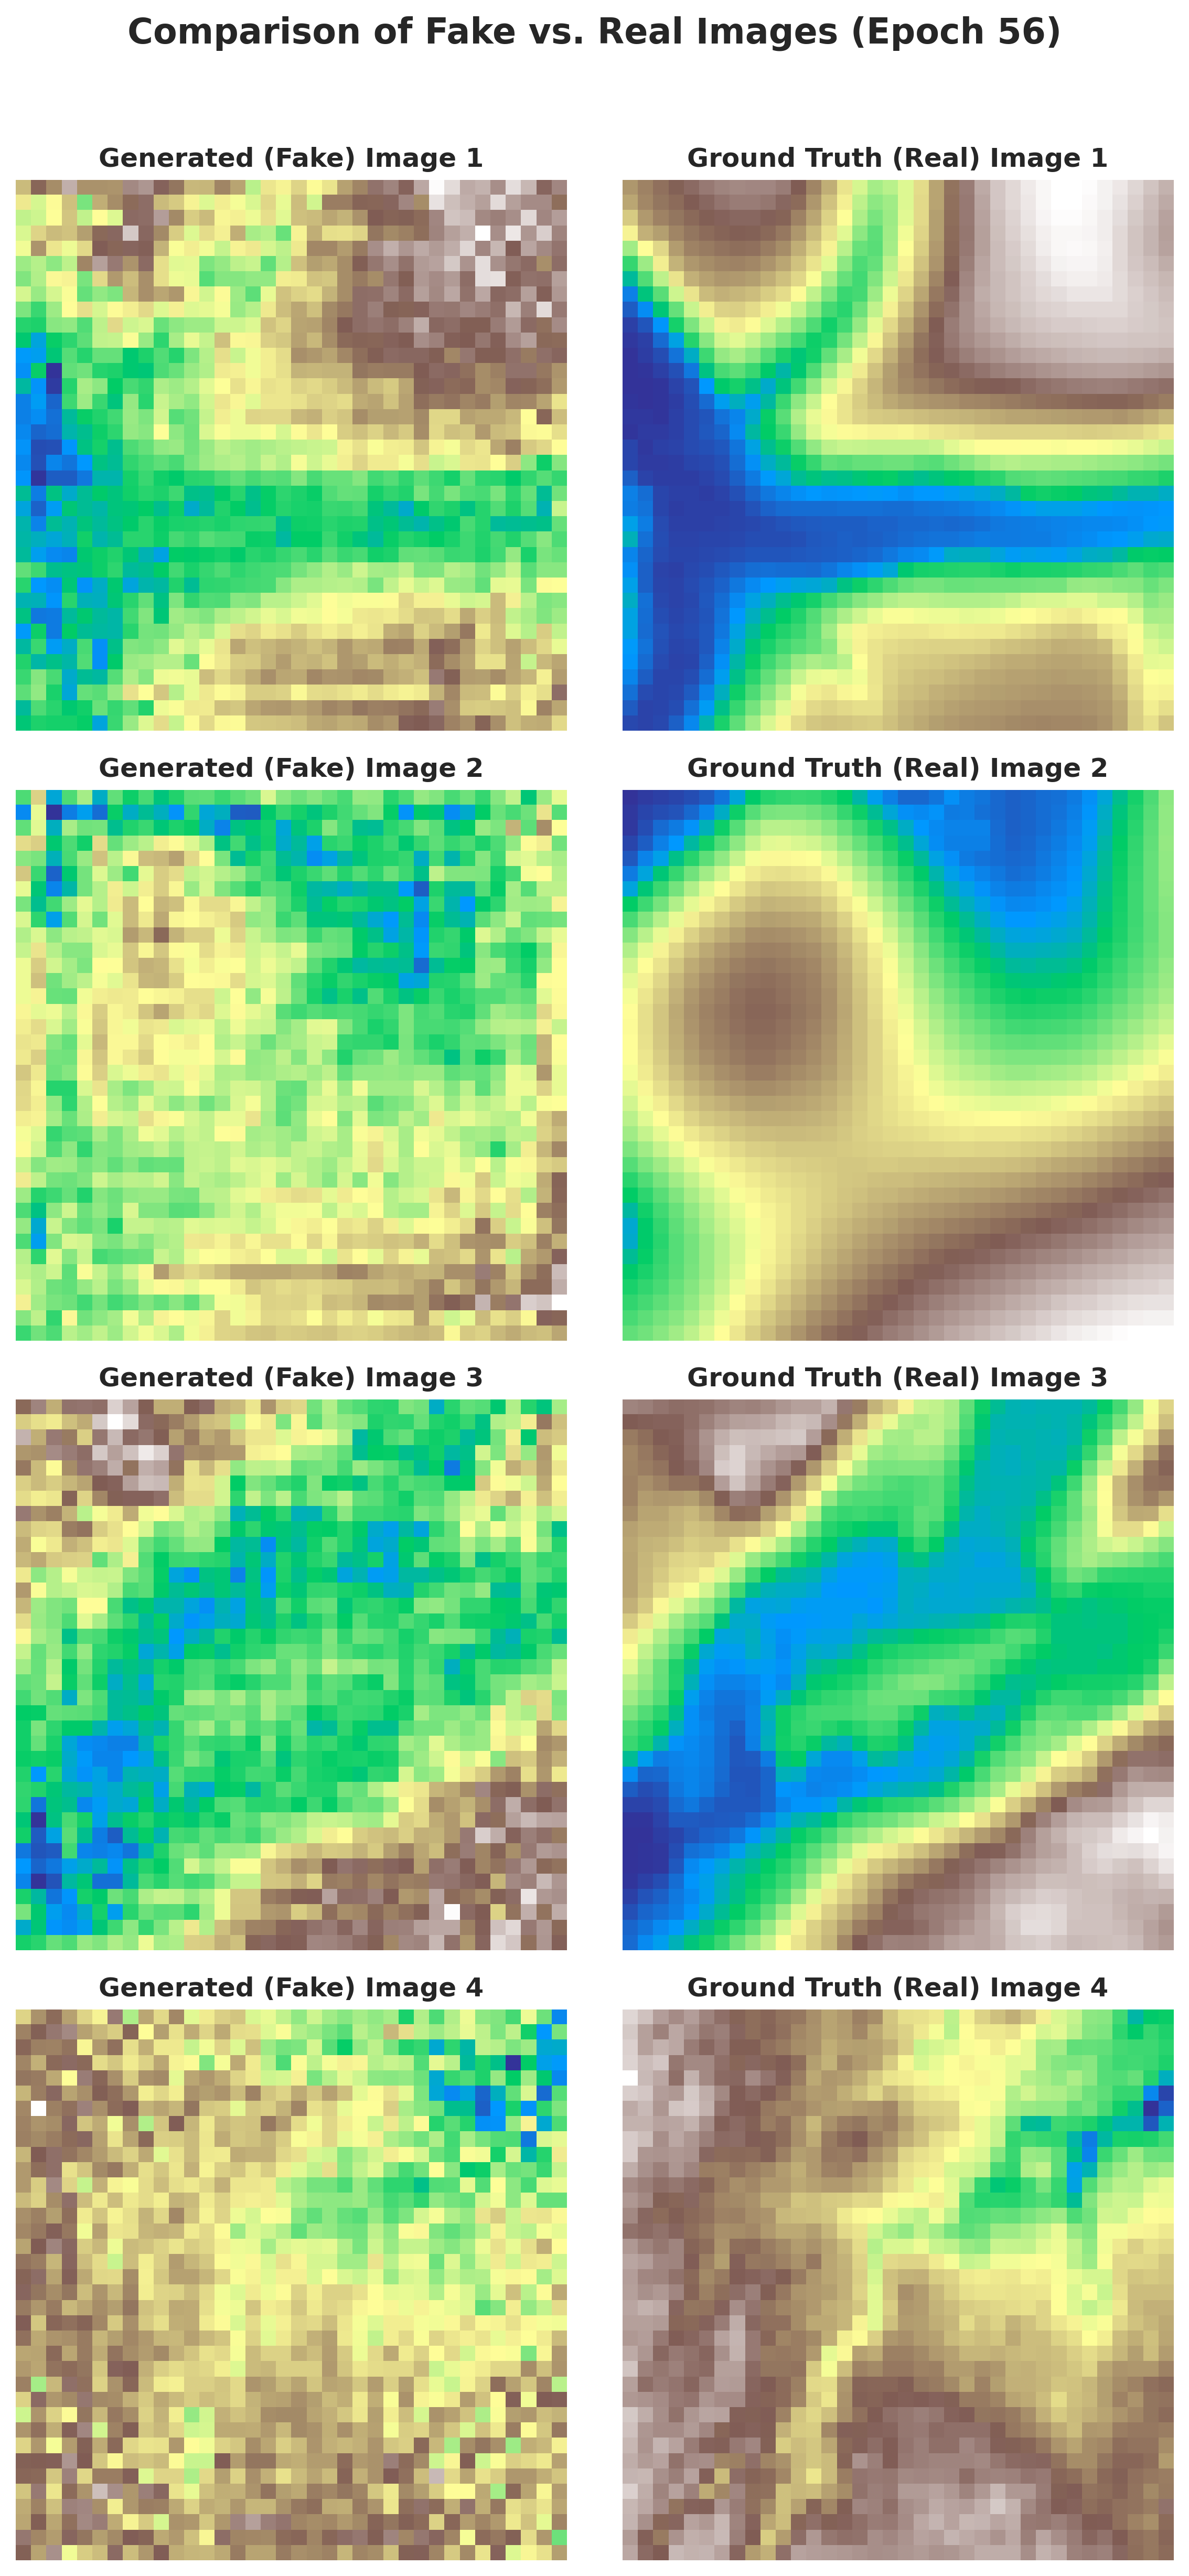 Comparison of Fake vs. Real Images (Epoch 56)
Generated (Fake) Image 1
Ground Truth (Real) Image 1
Generated (Fake) Image 2
Ground Truth (Real) Image 2
Generated (Fake) Image 3
Ground Truth (Real) Image 3
Generated (Fake) Image 4
Ground Truth (Real) Image 4